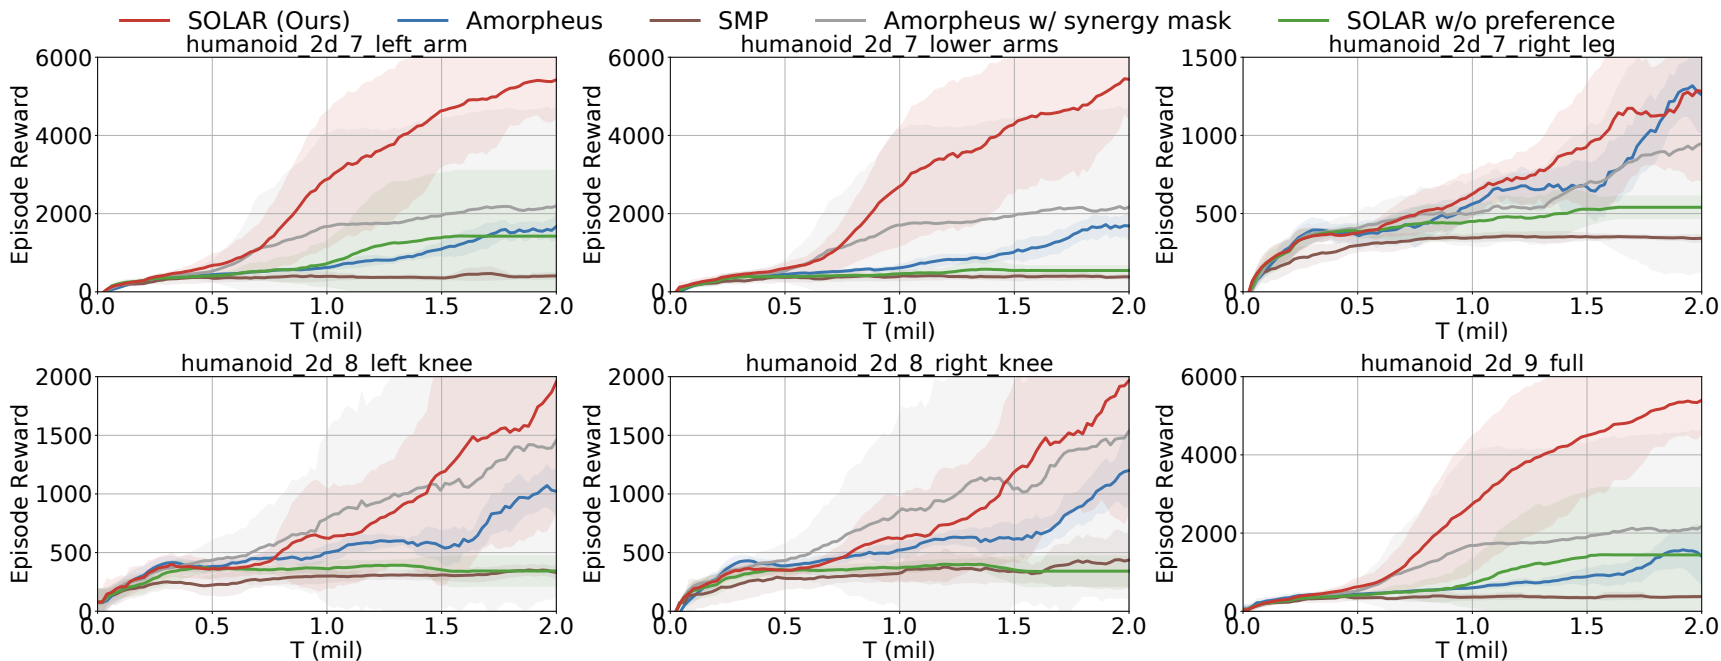 SOLAR (Ours) Amorpheus SMP Amorpheus w/ synergy mask SOLAR w/o preference
humanoid_2d_7_left_arm humanoid_2d_7_lower_arms humanoid_2d_7_right_leg
Episode Reward
6000
4000
2000
0
0.0 0.5 1.0 1.5 2.0
T (mil)
Episode Reward
6000
4000
2000
0
0.0 0.5 1.0 1.5 2.0
T (mil)
Episode Reward
1500
1000
500
0
0.0 0.5 1.0 1.5 2.0
T (mil)
humanoid_2d_8_left_knee humanoid_2d_8_right_knee humanoid_2d_9_full
Episode Reward
2000
1500
1000
500
0
0.0 0.5 1.0 1.5 2.0
T (mil)
Episode Reward
2000
1500
1000
500
0
0.0 0.5 1.0 1.5 2.0
T (mil)
Episode Reward
6000
4000
2000
0
0.0 0.5 1.0 1.5 2.0
T (mil)